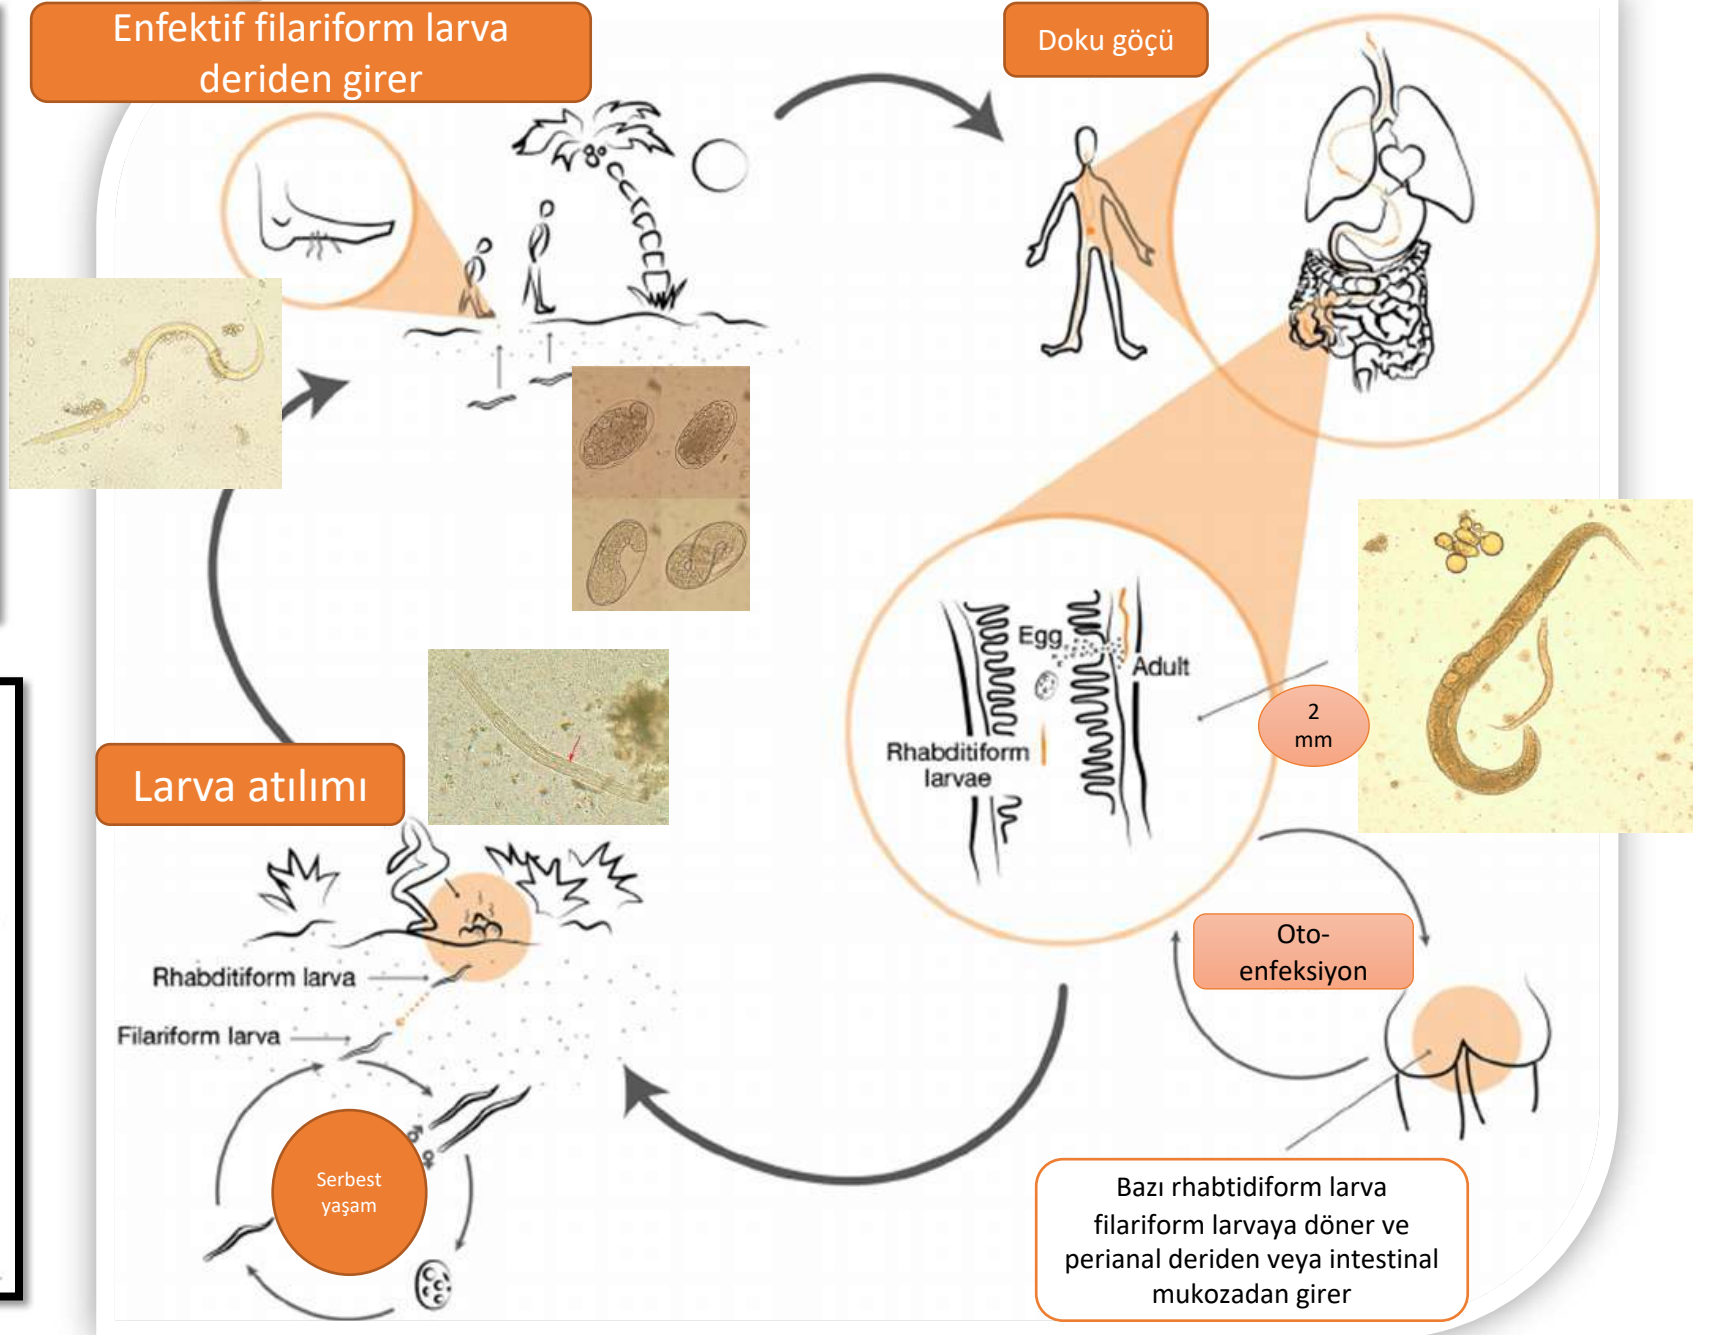 Enfektif filariform larva
deriden girer
Doku göçü
Egg
Adult
Rhabditiform
larvae
2
mm
Larva atılımı
Oto-
enfeksiyon
Rhabditiform larva
Filariform larva
♂
♀
Serbest
yaşam
Bazı rhabtidiform larva
filariform larvaya döner ve
perianal deriden veya intestinal
mukozadan girer